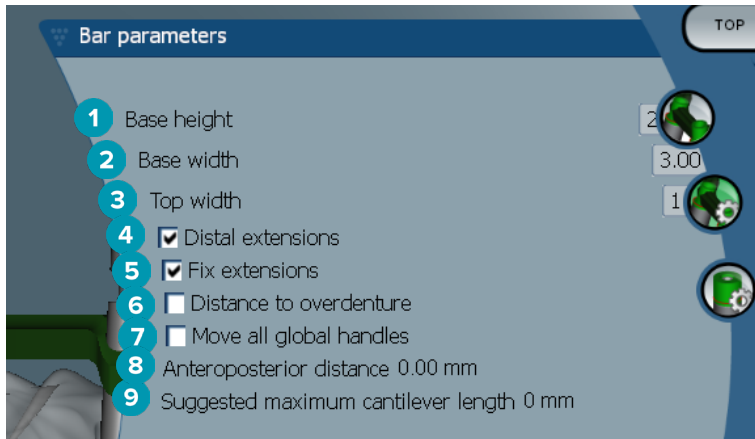 TOP
Bar parameters
1 Base height 2
2 Base width 3.00
3 Top width 1
4 Distal extensions
5 Fix extensions
6 Distance to overdenture
7 Move all global handles
8 Anteroposterior distance 0.00 mm
9 Suggested maximum cantilever length 0 mm